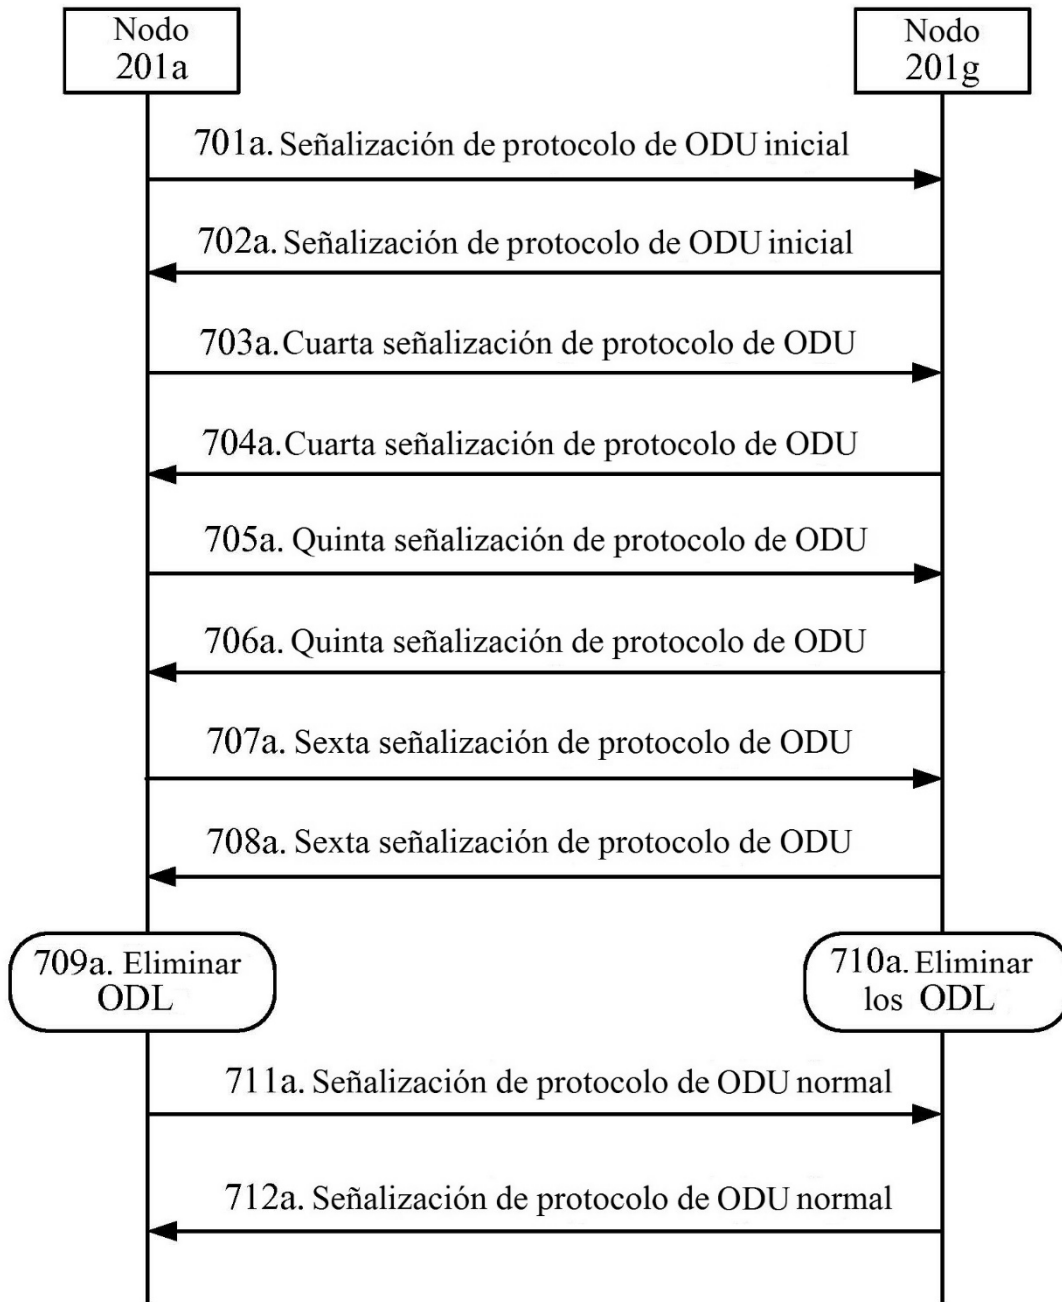 Nodo
201a
Nodo
201g
701a. Señalización de protocolo de ODU inicial
702a. Señalización de protocolo de ODU inicial
703a. Cuarta señalización de protocolo de ODU
704a. Cuarta señalización de protocolo de ODU
705a. Quinta señalización de protocolo de ODU
706a. Quinta señalización de protocolo de ODU
707a. Sexta señalización de protocolo de ODU
708a. Sexta señalización de protocolo de ODU
709a. Eliminar
ODL
710a. Eliminar
los ODL
711a. Señalización de protocolo de ODU normal
712a. Señalización de protocolo de ODU normal